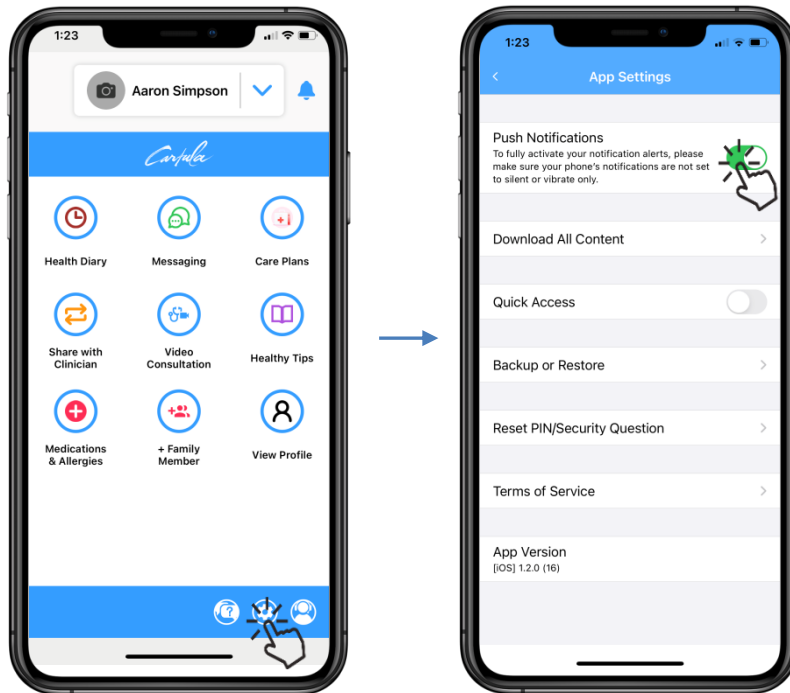 1:23
Aaron Simpson
Health Diary
Messaging
Care Plans
Share with
Clinician
Video
Consultation
Healthy Tips
Medications
& Allergies
+ Family
Member
View Profile
1:23
App Settings
Push Notifications
To fully activate your notification alerts, please
make sure your phone's notifications are not set
to silent or vibrate only.
Download All Content
Quick Access
Backup or Restore
Reset PIN/Security Question
Terms of Service
App Version
[iOS] 1.2.0 (16)